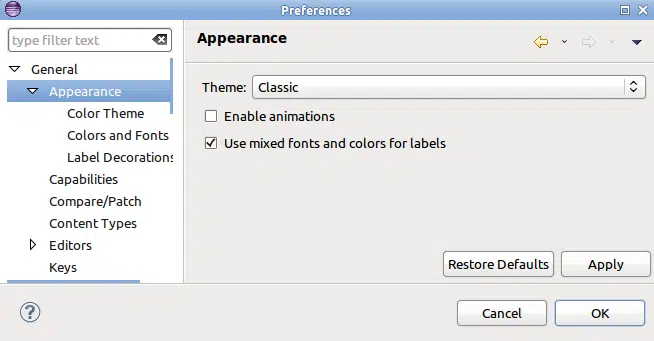 Preferences
type filter text
General
Appearance
Color Theme
Colors and Fonts
Label Decorations
Capabilities
Compare/Patch
Content Types
Editors
Keys
Appearance
Theme: Classic
Enable animations
Use mixed fonts and colors for labels
Restore Defaults Apply
? Cancel OK